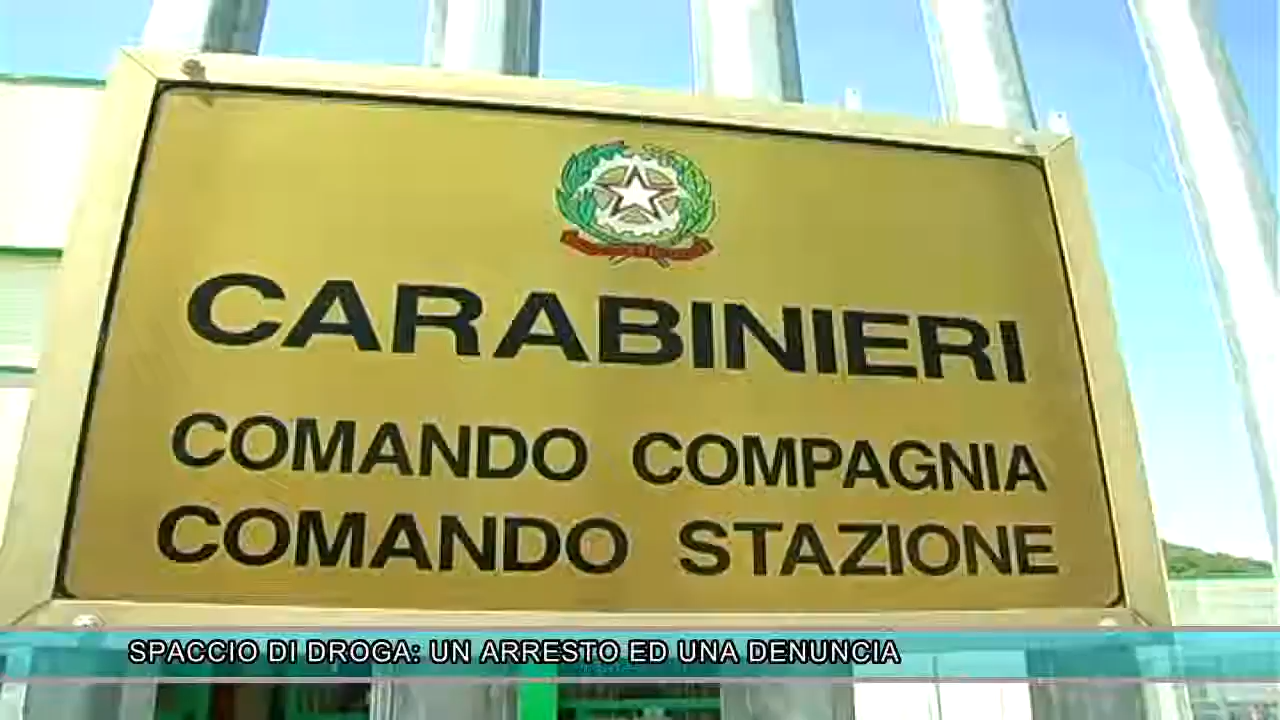 CARABINIERI
COMANDO COMPAGNIA
COMANDO STAZIONE
SPACCIO DI DROGA: UN ARRESTO ED UNA DENUNCIA